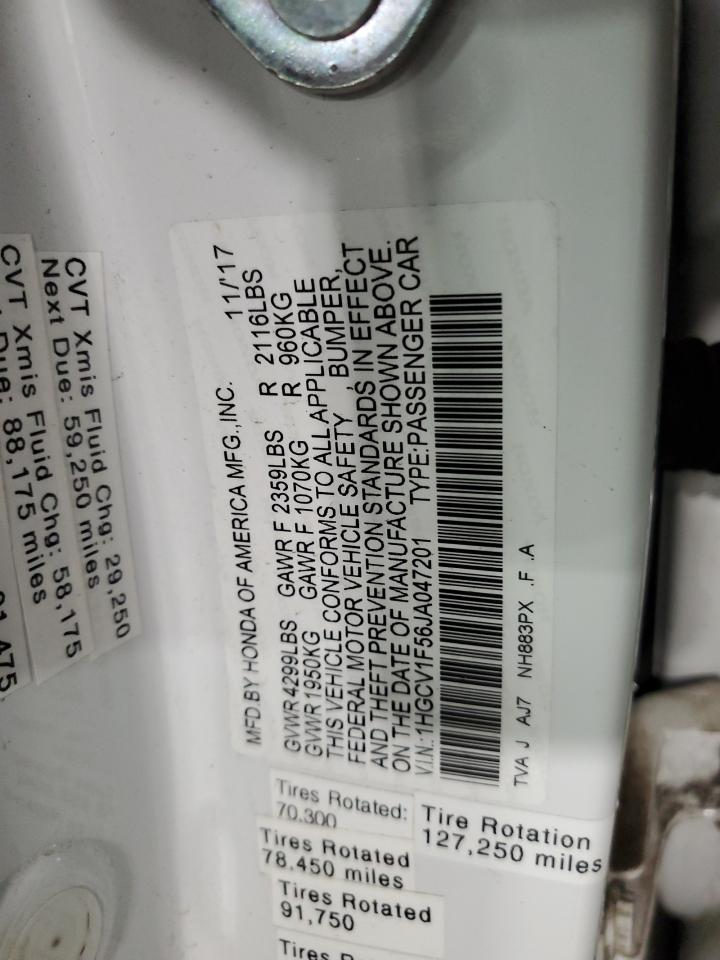 MFD.BY HONDA OF AMERICA MFG.,INC. 11/'17
GVWR 4299LBS GAWR F 2359LBS R 2116LBS
GVWR 1950KG GAWR F 1070KG R 960KG
THIS VEHICLE CONFORMS TO ALL APPLICABLE
FEDERAL MOTOR VEHICLE SAFETY , BUMPER,
AND THEFT PREVENTION STANDARDS IN EFFECT
ON THE DATE OF MANUFACTURE SHOWN ABOVE.
V.I.N.:1HGCV1F56JA047201 TYPE:PASSENGER CAR
TVA J AJ7 NH883PX .F .A
CVT Xmis Fluid Chg: 29,250
Next Due: 59,250 miles
CVT Xmis Fluid Chg: 58,175
Due: 88,175 miles
Tires Rotated:
70,300
Tires Rotated
78,450 miles
Tires Rotated
91,750
Tires Rotated
Tire Rotation
127,250 miles